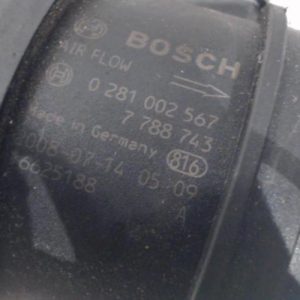 BOSCH
AIR FLOW
0 281 002 567
7 788 743
Made in Germany 816
2008-07-14 05:09
6625188 A